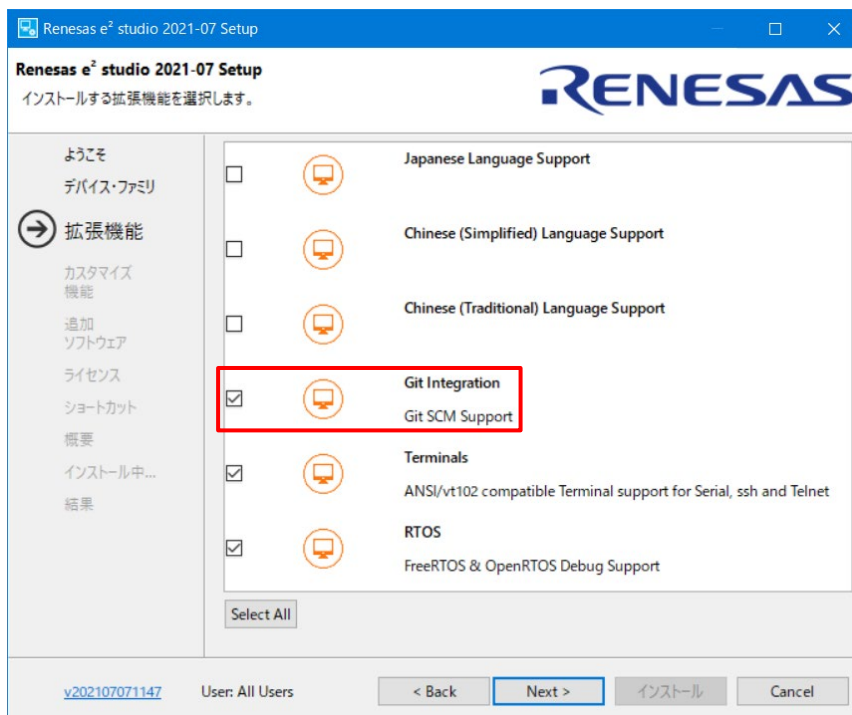 Renesas e² studio 2021-07 Setup
Renesas e² studio 2021-07 Setup
インストールする拡張機能を選択します。
RENESAS
ようこそ
デバイス・ファミリ
拡張機能
カスタマイズ
機能
追加
ソフトウェア
ライセンス
ショートカット
概要
インストール中...
結果
Japanese Language Support
Chinese (Simplified) Language Support
Chinese (Traditional) Language Support
Git Integration
Git SCM Support
Terminals
ANSI/vt102 compatible Terminal support for Serial, ssh and Telnet
RTOS
FreeRTOS & OpenRTOS Debug Support
Select All
v202107071147
User: All Users
< Back
Next >
インストール
Cancel